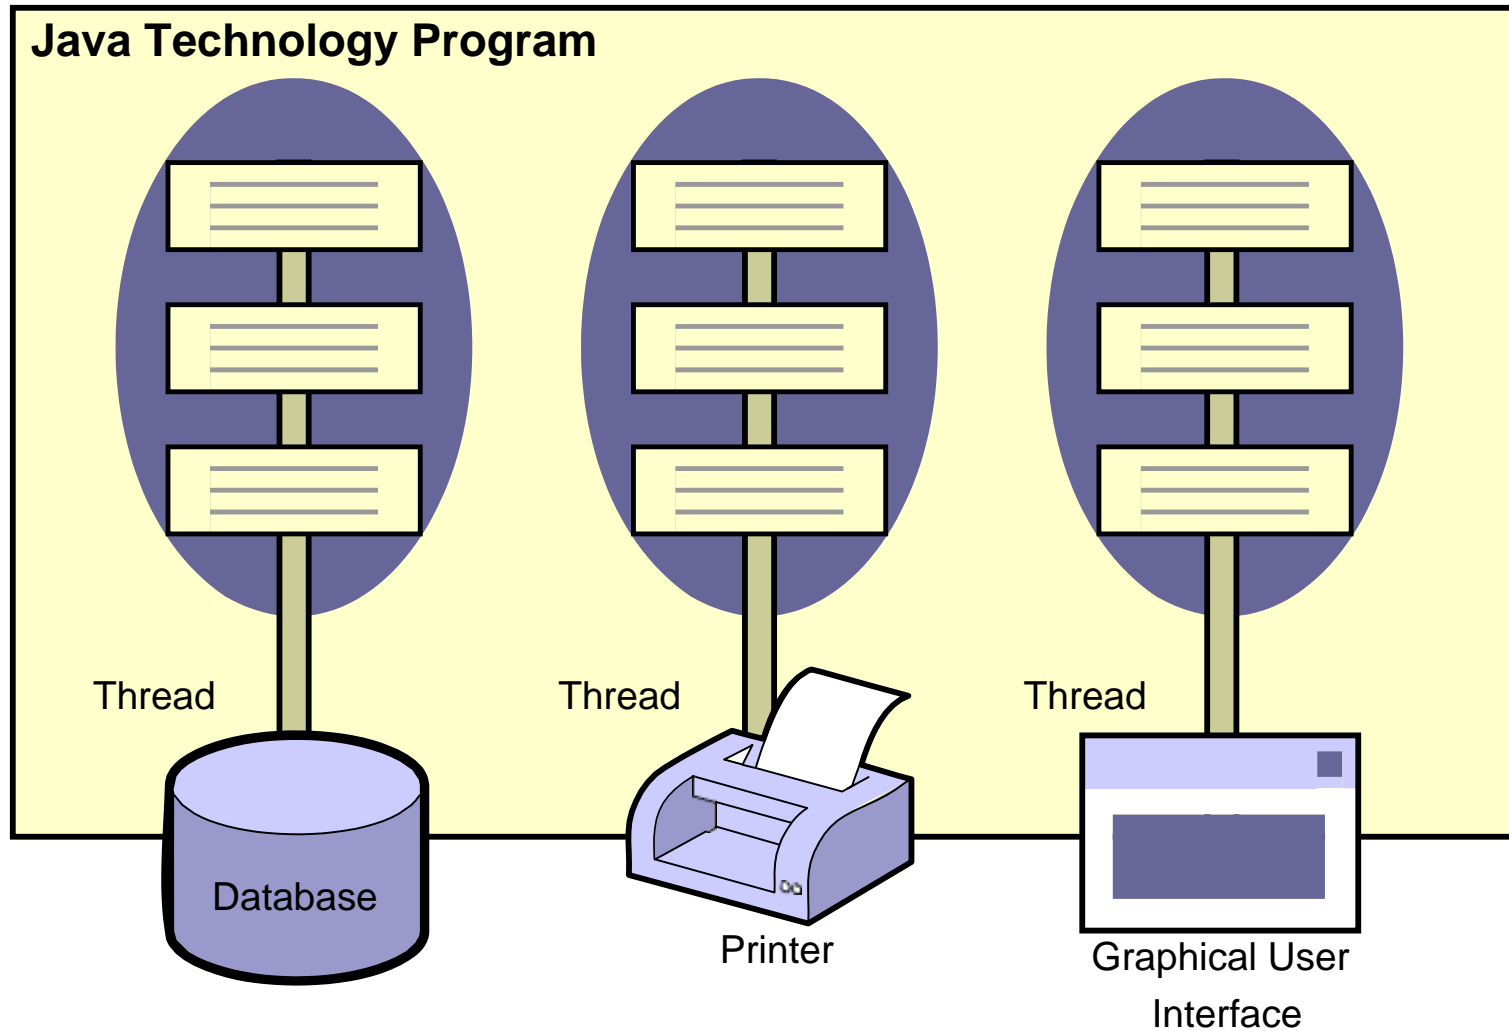 Java Technology Program
Thread
Thread
Thread
Database
Printer
Graphical User
Interface